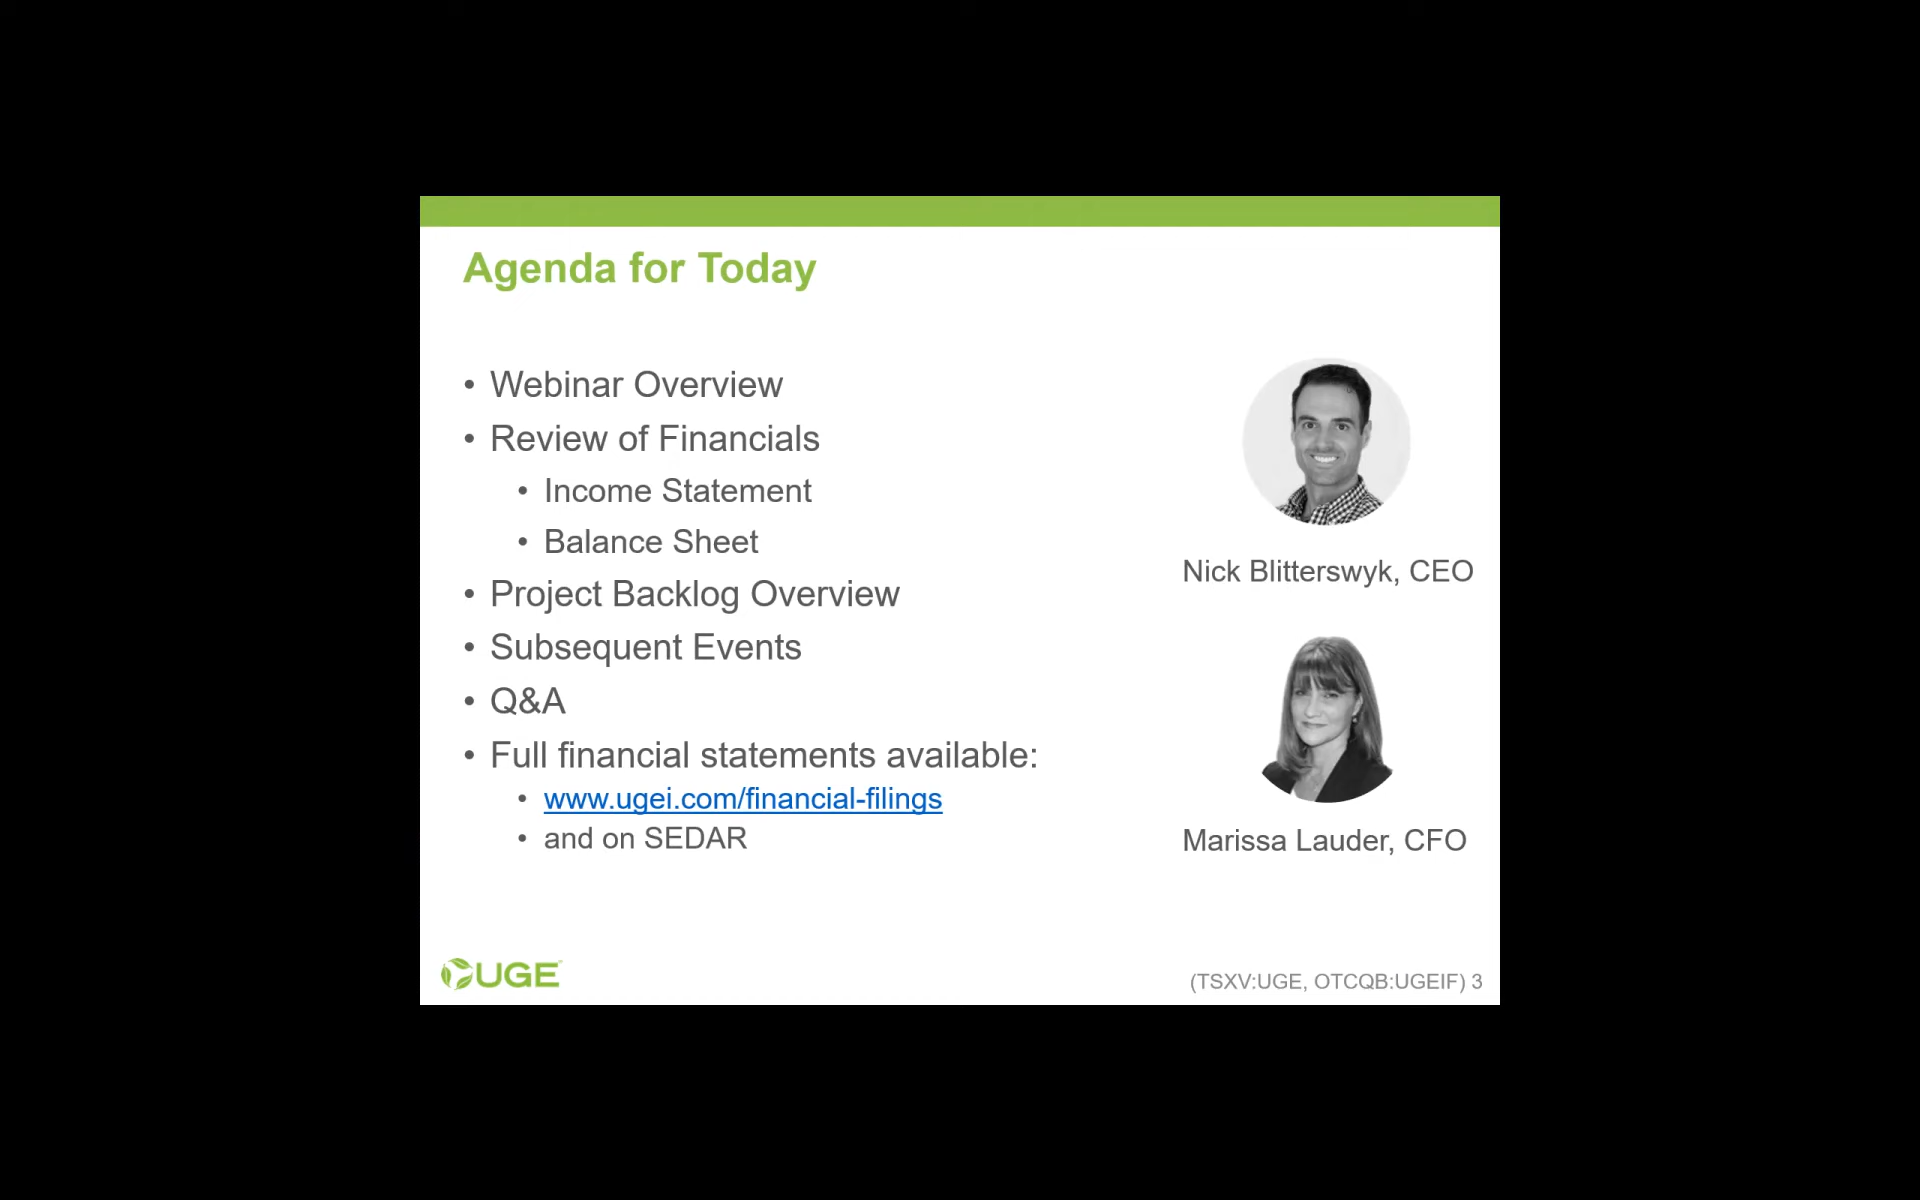 Agenda for Today
• Webinar Overview
• Review of Financials
• Income Statement
• Balance Sheet
• Project Backlog Overview
• Subsequent Events
• Q&A
• Full financial statements available:
• www.ugei.com/financial-filings
• and on SEDAR
Nick Blitterswyk, CEO
Marissa Lauder, CFO
UGE
(TSXV:UGE, OTCQB:UGEIF) 3